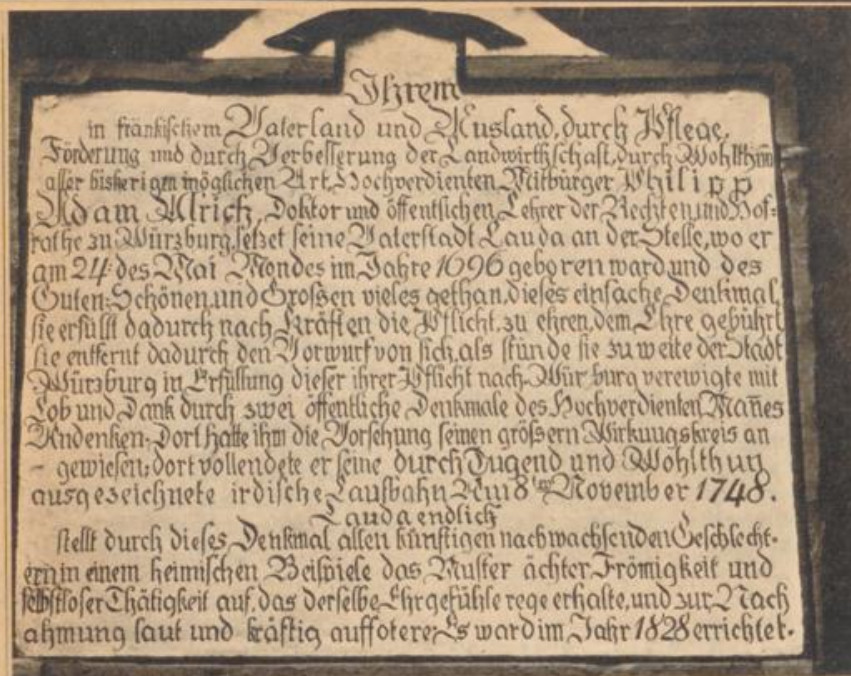 Ihrem
in fränkischem Vaterland und Ausland, durch Pflege,
Förderung und durch Verbesserung der Landwirthschaft, durch Wohlthun
aller bisherigen möglichen Art, Hochverdienten Mitbürger Philipp
Adam Ulrich, Doktor und öffentlichen Lehrer der Rechten und Hof-
rathe zu Würzburg, setzet seine Vaterstadt Lauda an der Stelle, wo er
am 24. des Mai Mondes im Jahre 1696 geboren ward und des
Guten-Schönen und Grossen vieles gethan, dieses einfache Denkmal,
sie erfüllt dadurch nach Kräften die Pflicht, zu ehren, dem Ehre gebührt
sie entfernt dadurch den Vorwurf von sich, als stünde sie zu weite der Stadt
Würzburg in Erfüllung dieser ihrer Pflicht nach. Würzburg verewigte mit
Lob und Dank durch zwei öffentliche Denkmale des Hochverdienten Mañes
Andenken. Dort hatte ihm die Vorsehung seinen grössern Wirkungskreis an
- gewiesen: dort vollendete er seine durch Tugend und Wohlthun
ausgezeichnete irdische Laufbahn Am 8ten November 1748.
Lauda endlich
stellt durch dieses Denkmal allen künftigen nachwachsenden Geschlecht-
ern in einem heimischen Beispiele das Muster ächter Frömigkeit und
selbstloser Thätigkeit auf, das derselbe Ehrgefühle rege erhalte, und zur Nach
ahmung laut und kräftig auffotere. Es ward im Jahr 1828 errichtet.